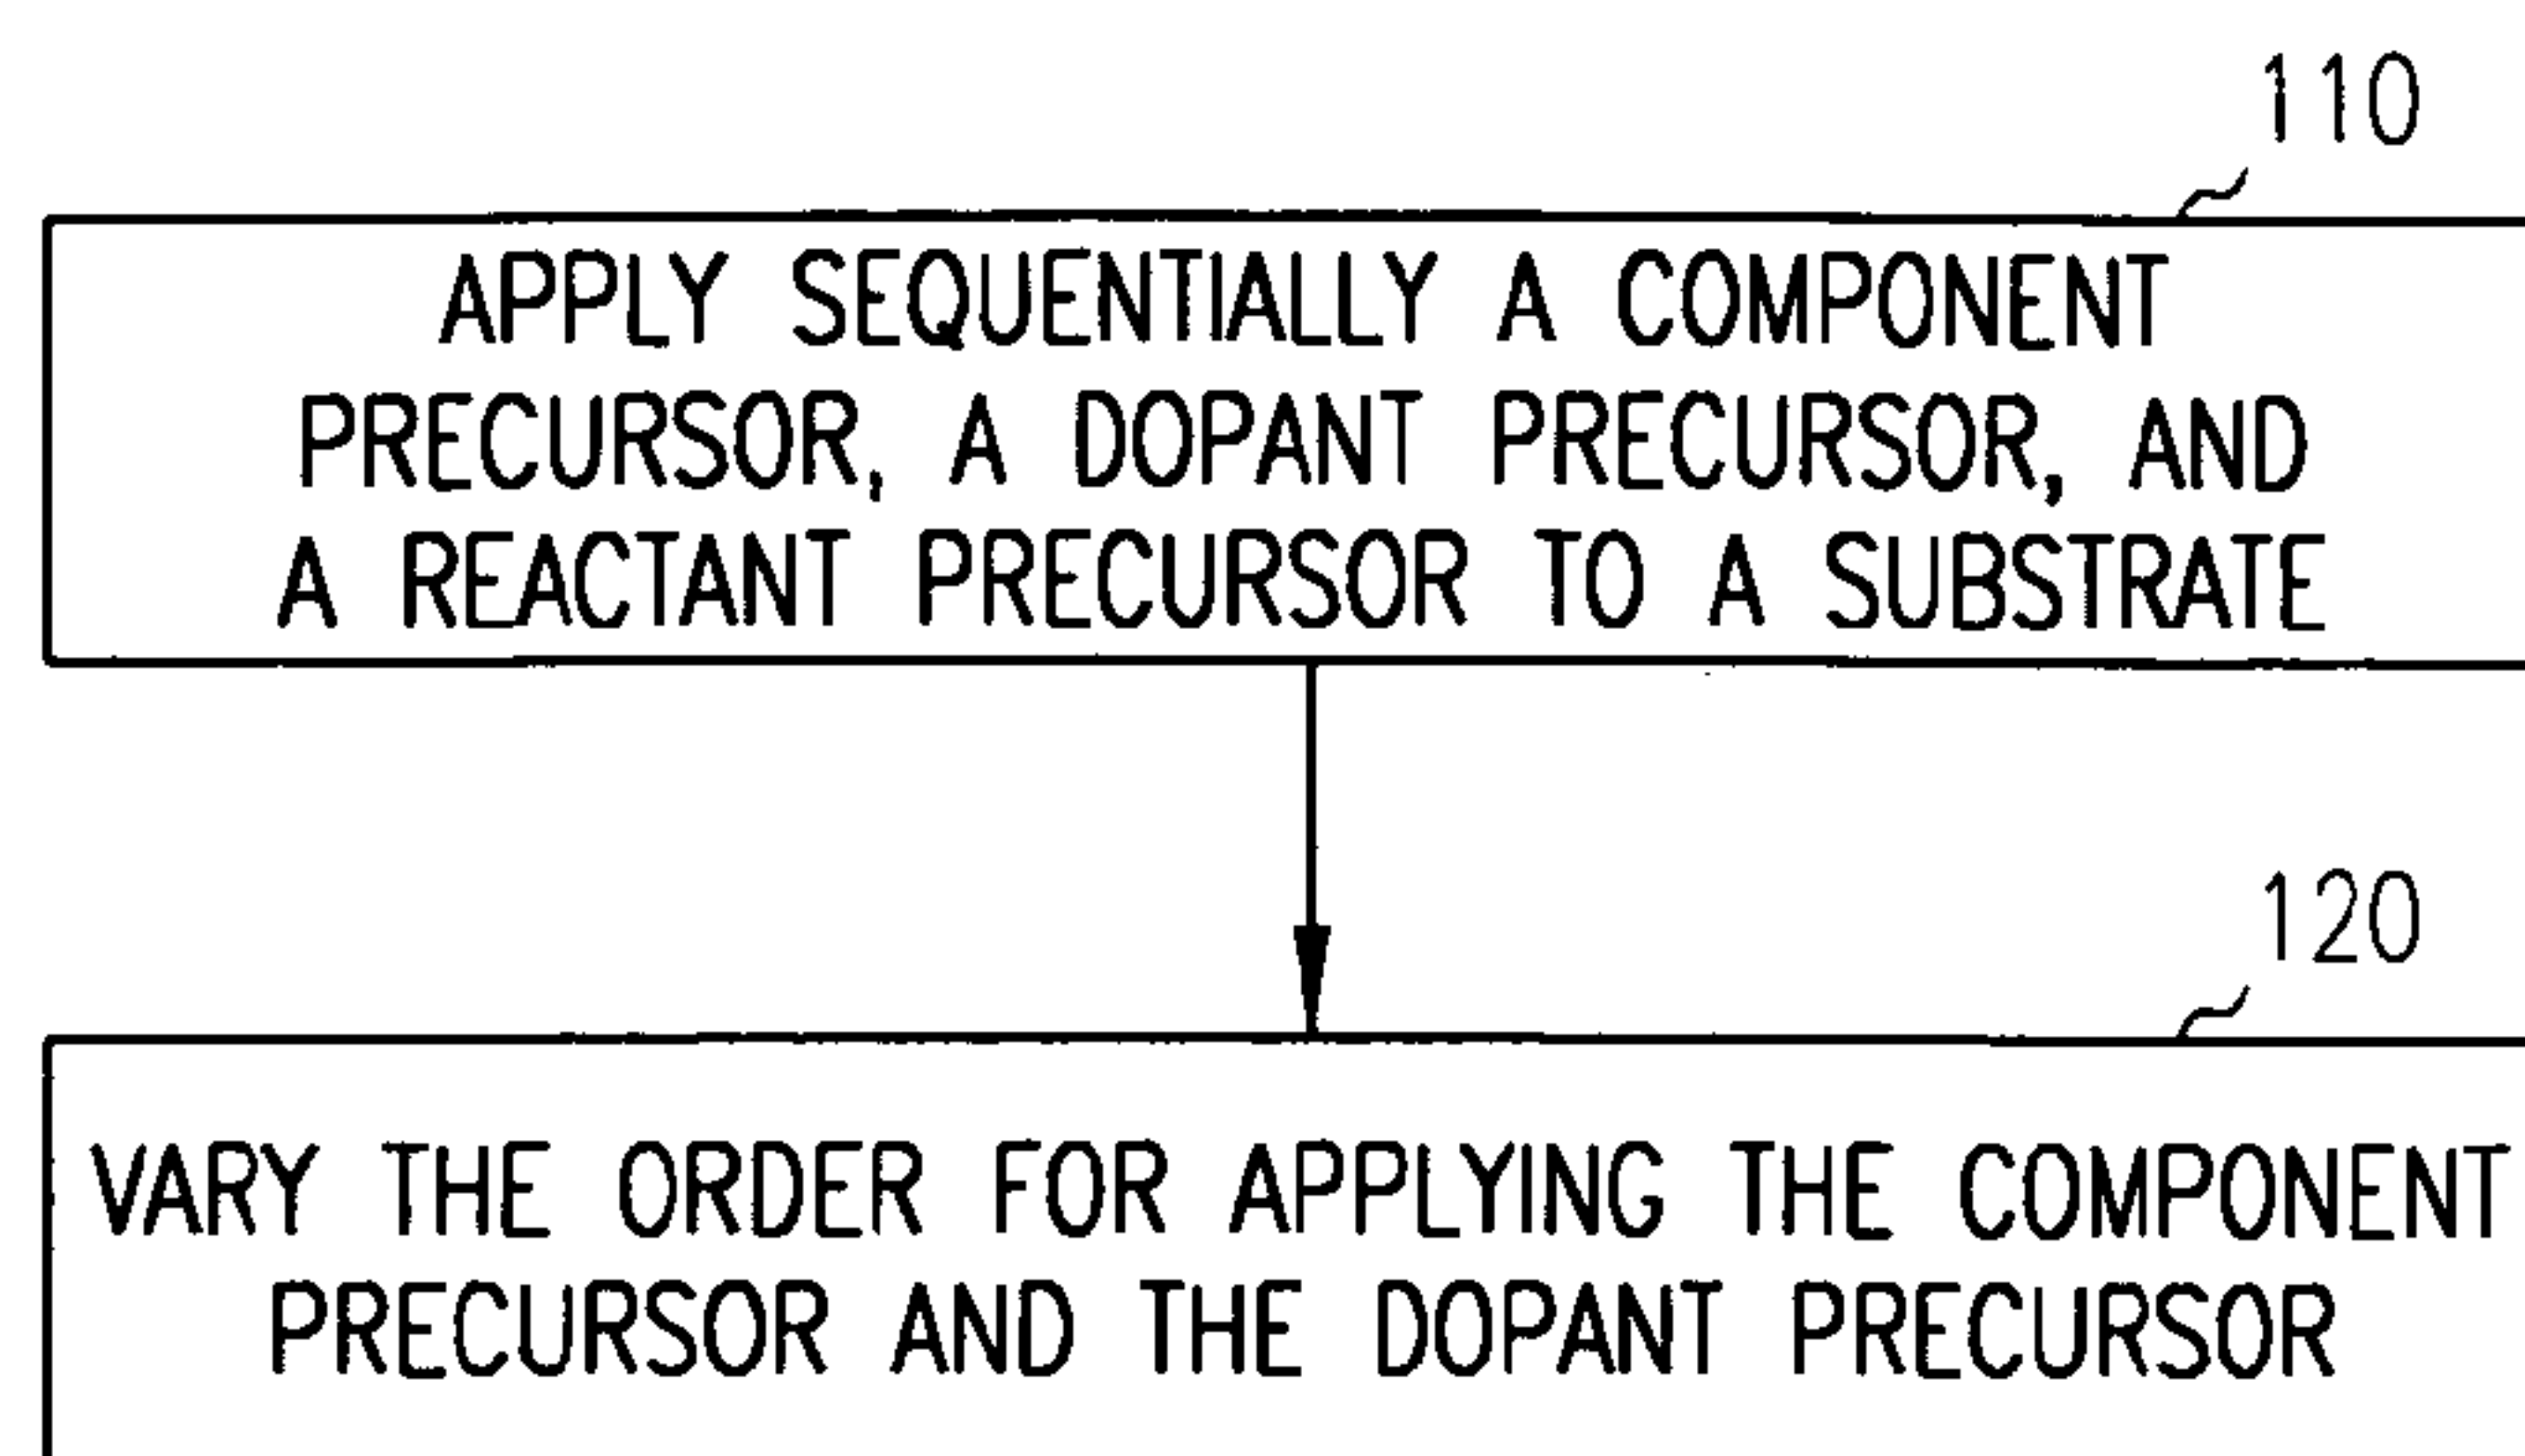 110
APPLY SEQUENTIALLY A COMPONENT
PRECURSOR, A DOPANT PRECURSOR, AND
A REACTANT PRECURSOR TO A SUBSTRATE
120
VARY THE ORDER FOR APPLYING THE COMPONENT
PRECURSOR AND THE DOPANT PRECURSOR